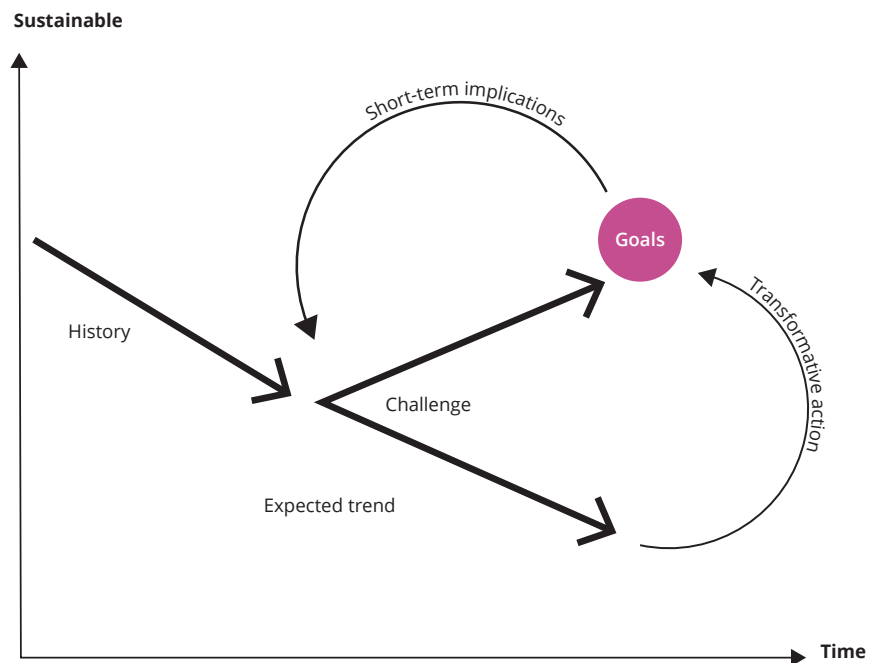 Sustainable
Short-term implications
Goals
Transformative action
History
Challenge
Expected trend
Time